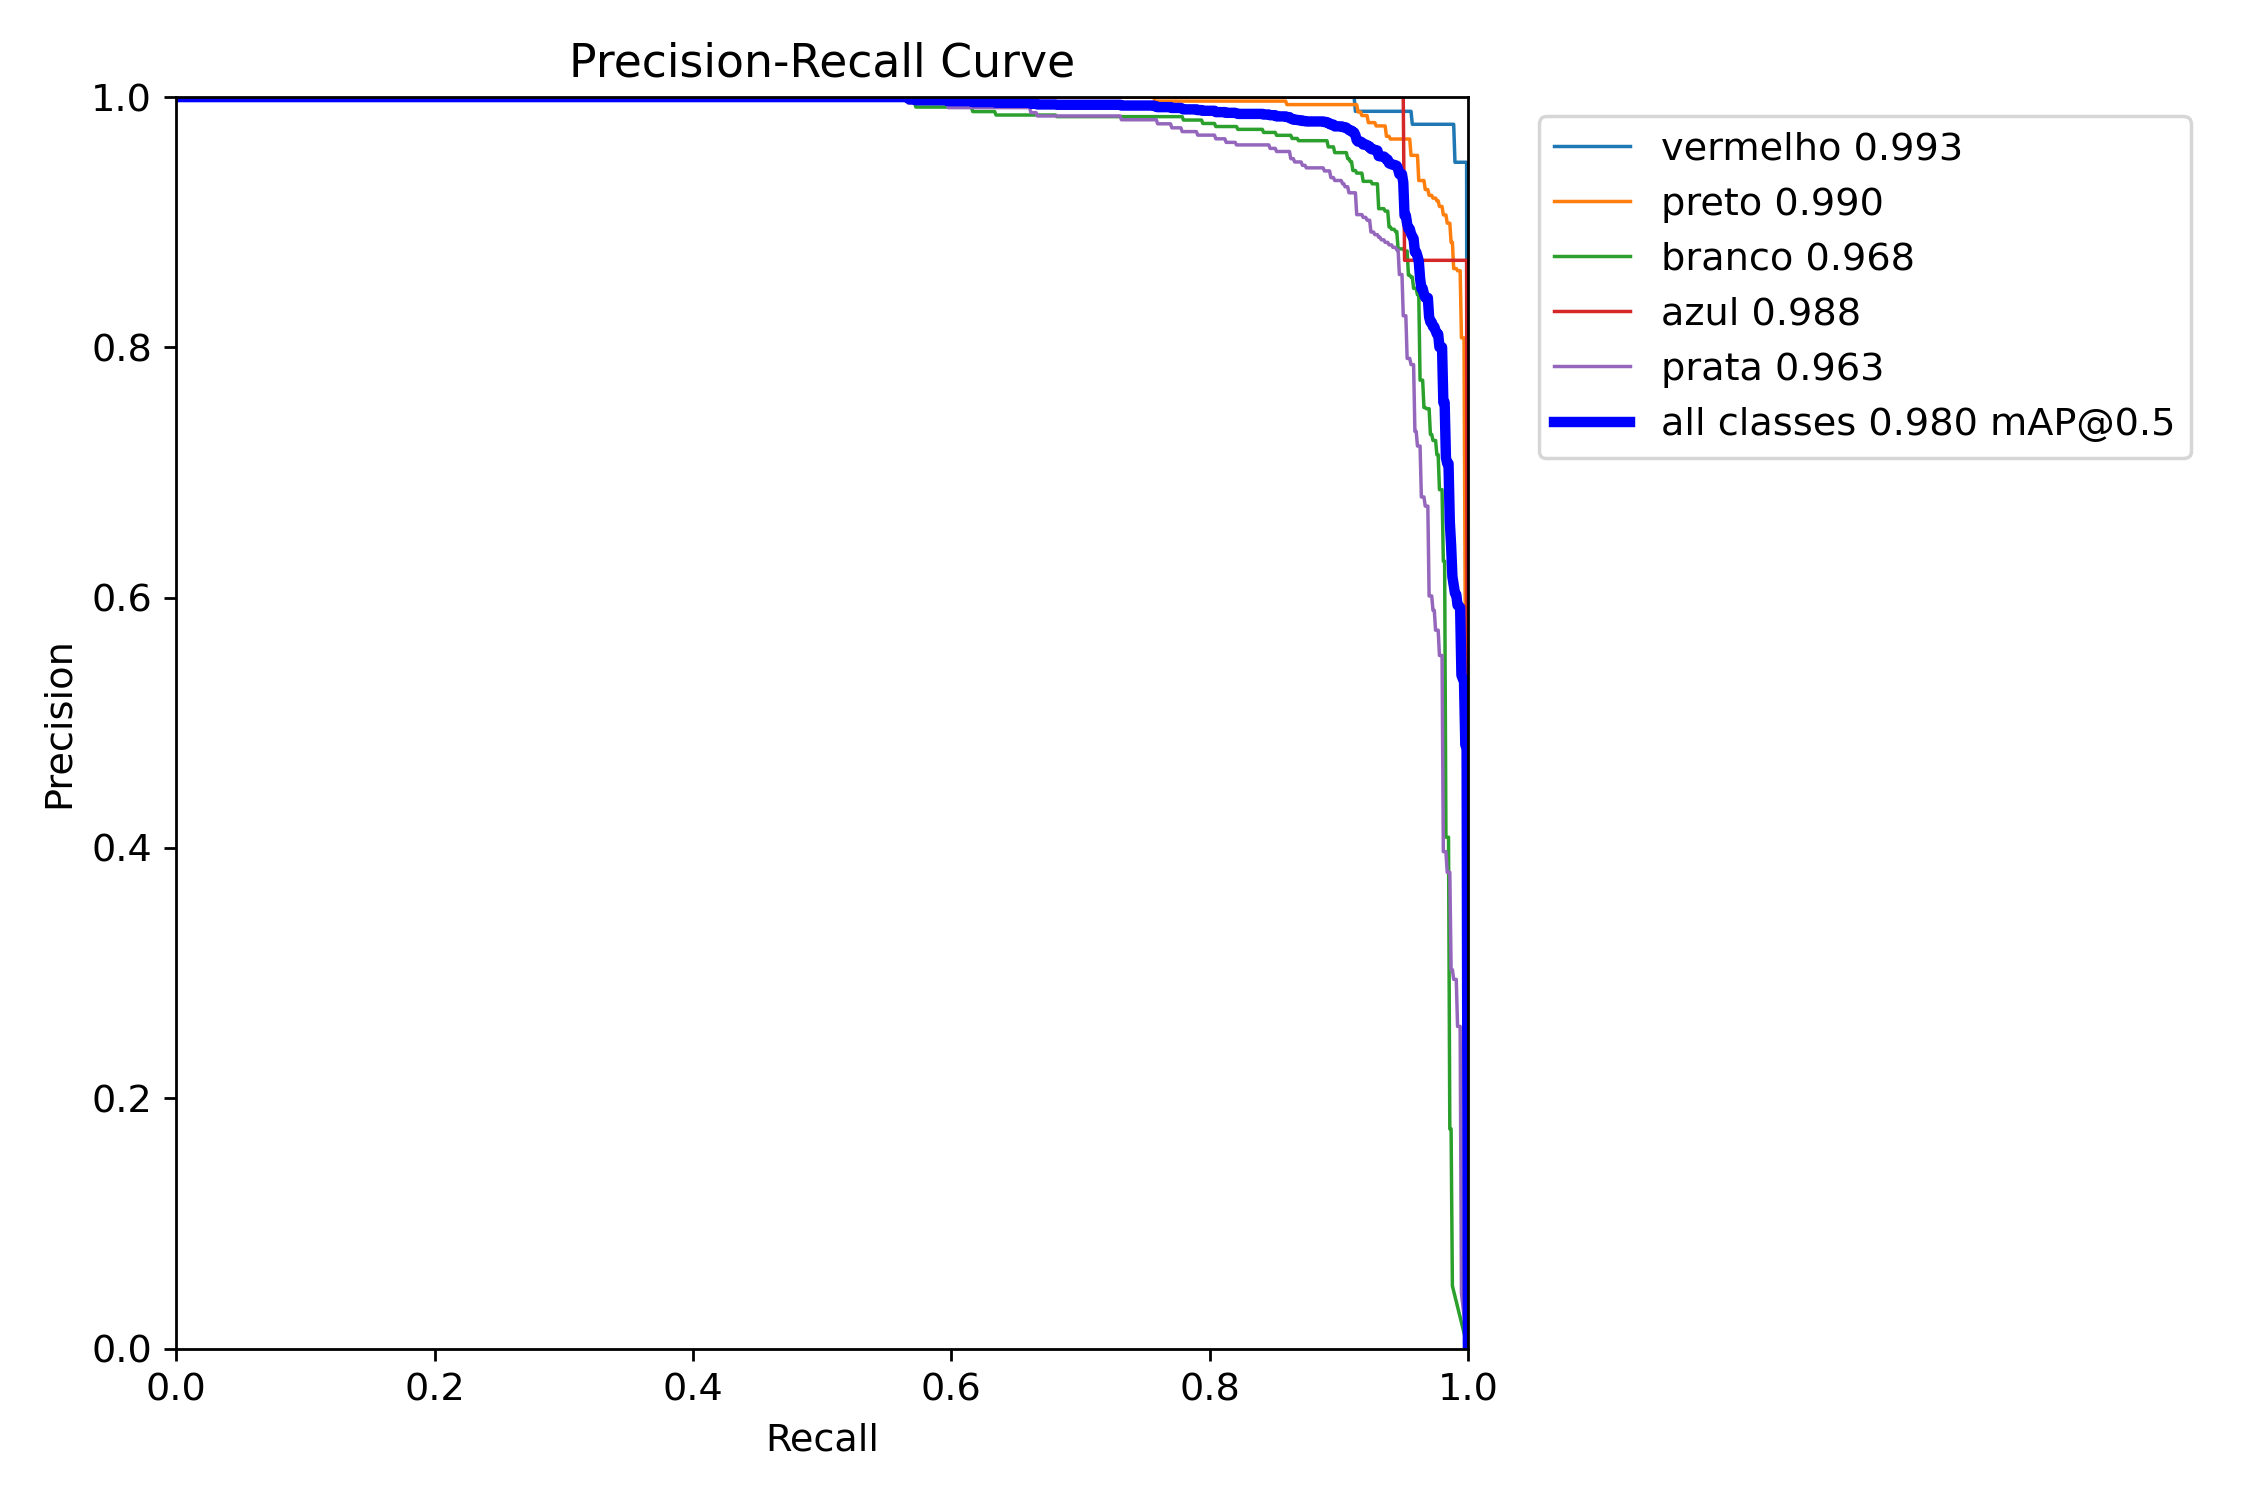 Precision-Recall Curve
1.0
0.8
0.6
0.4
0.2
0.0
Precision
0.0 0.2 0.4 0.6 0.8 1.0
Recall
vermelho 0.993
preto 0.990
branco 0.968
azul 0.988
prata 0.963
all classes 0.980 mAP@0.5